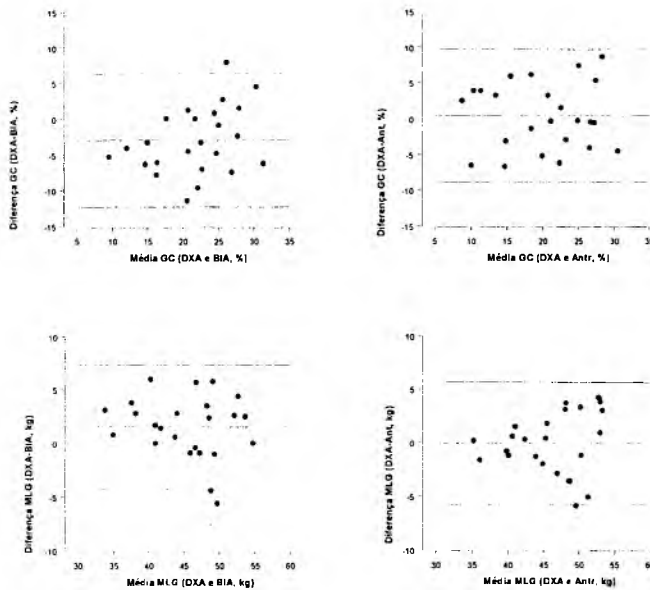 Diferença GC (DXA-BIA, %)
15
10
5
0
-5
-10
-15
5 10 15 20 25 30 35
Média GC (DXA e BIA, %)
Diferença GC (DXA-Ant, %)
15
10
5
0
-5
-10
-15
5 10 15 20 25 30 35
Média GC (DXA e Antr, %)
Diferença MLG (DXA-BIA, kg)
10
5
0
-5
-10
30 35 40 45 50 55 60
Média MLG (DXA e BIA, kg)
Diferença MLG (DXA-Ant, kg)
10
5
0
-5
-10
30 35 40 45 50 55 60
Média MLG (DXA e Antr, kg)